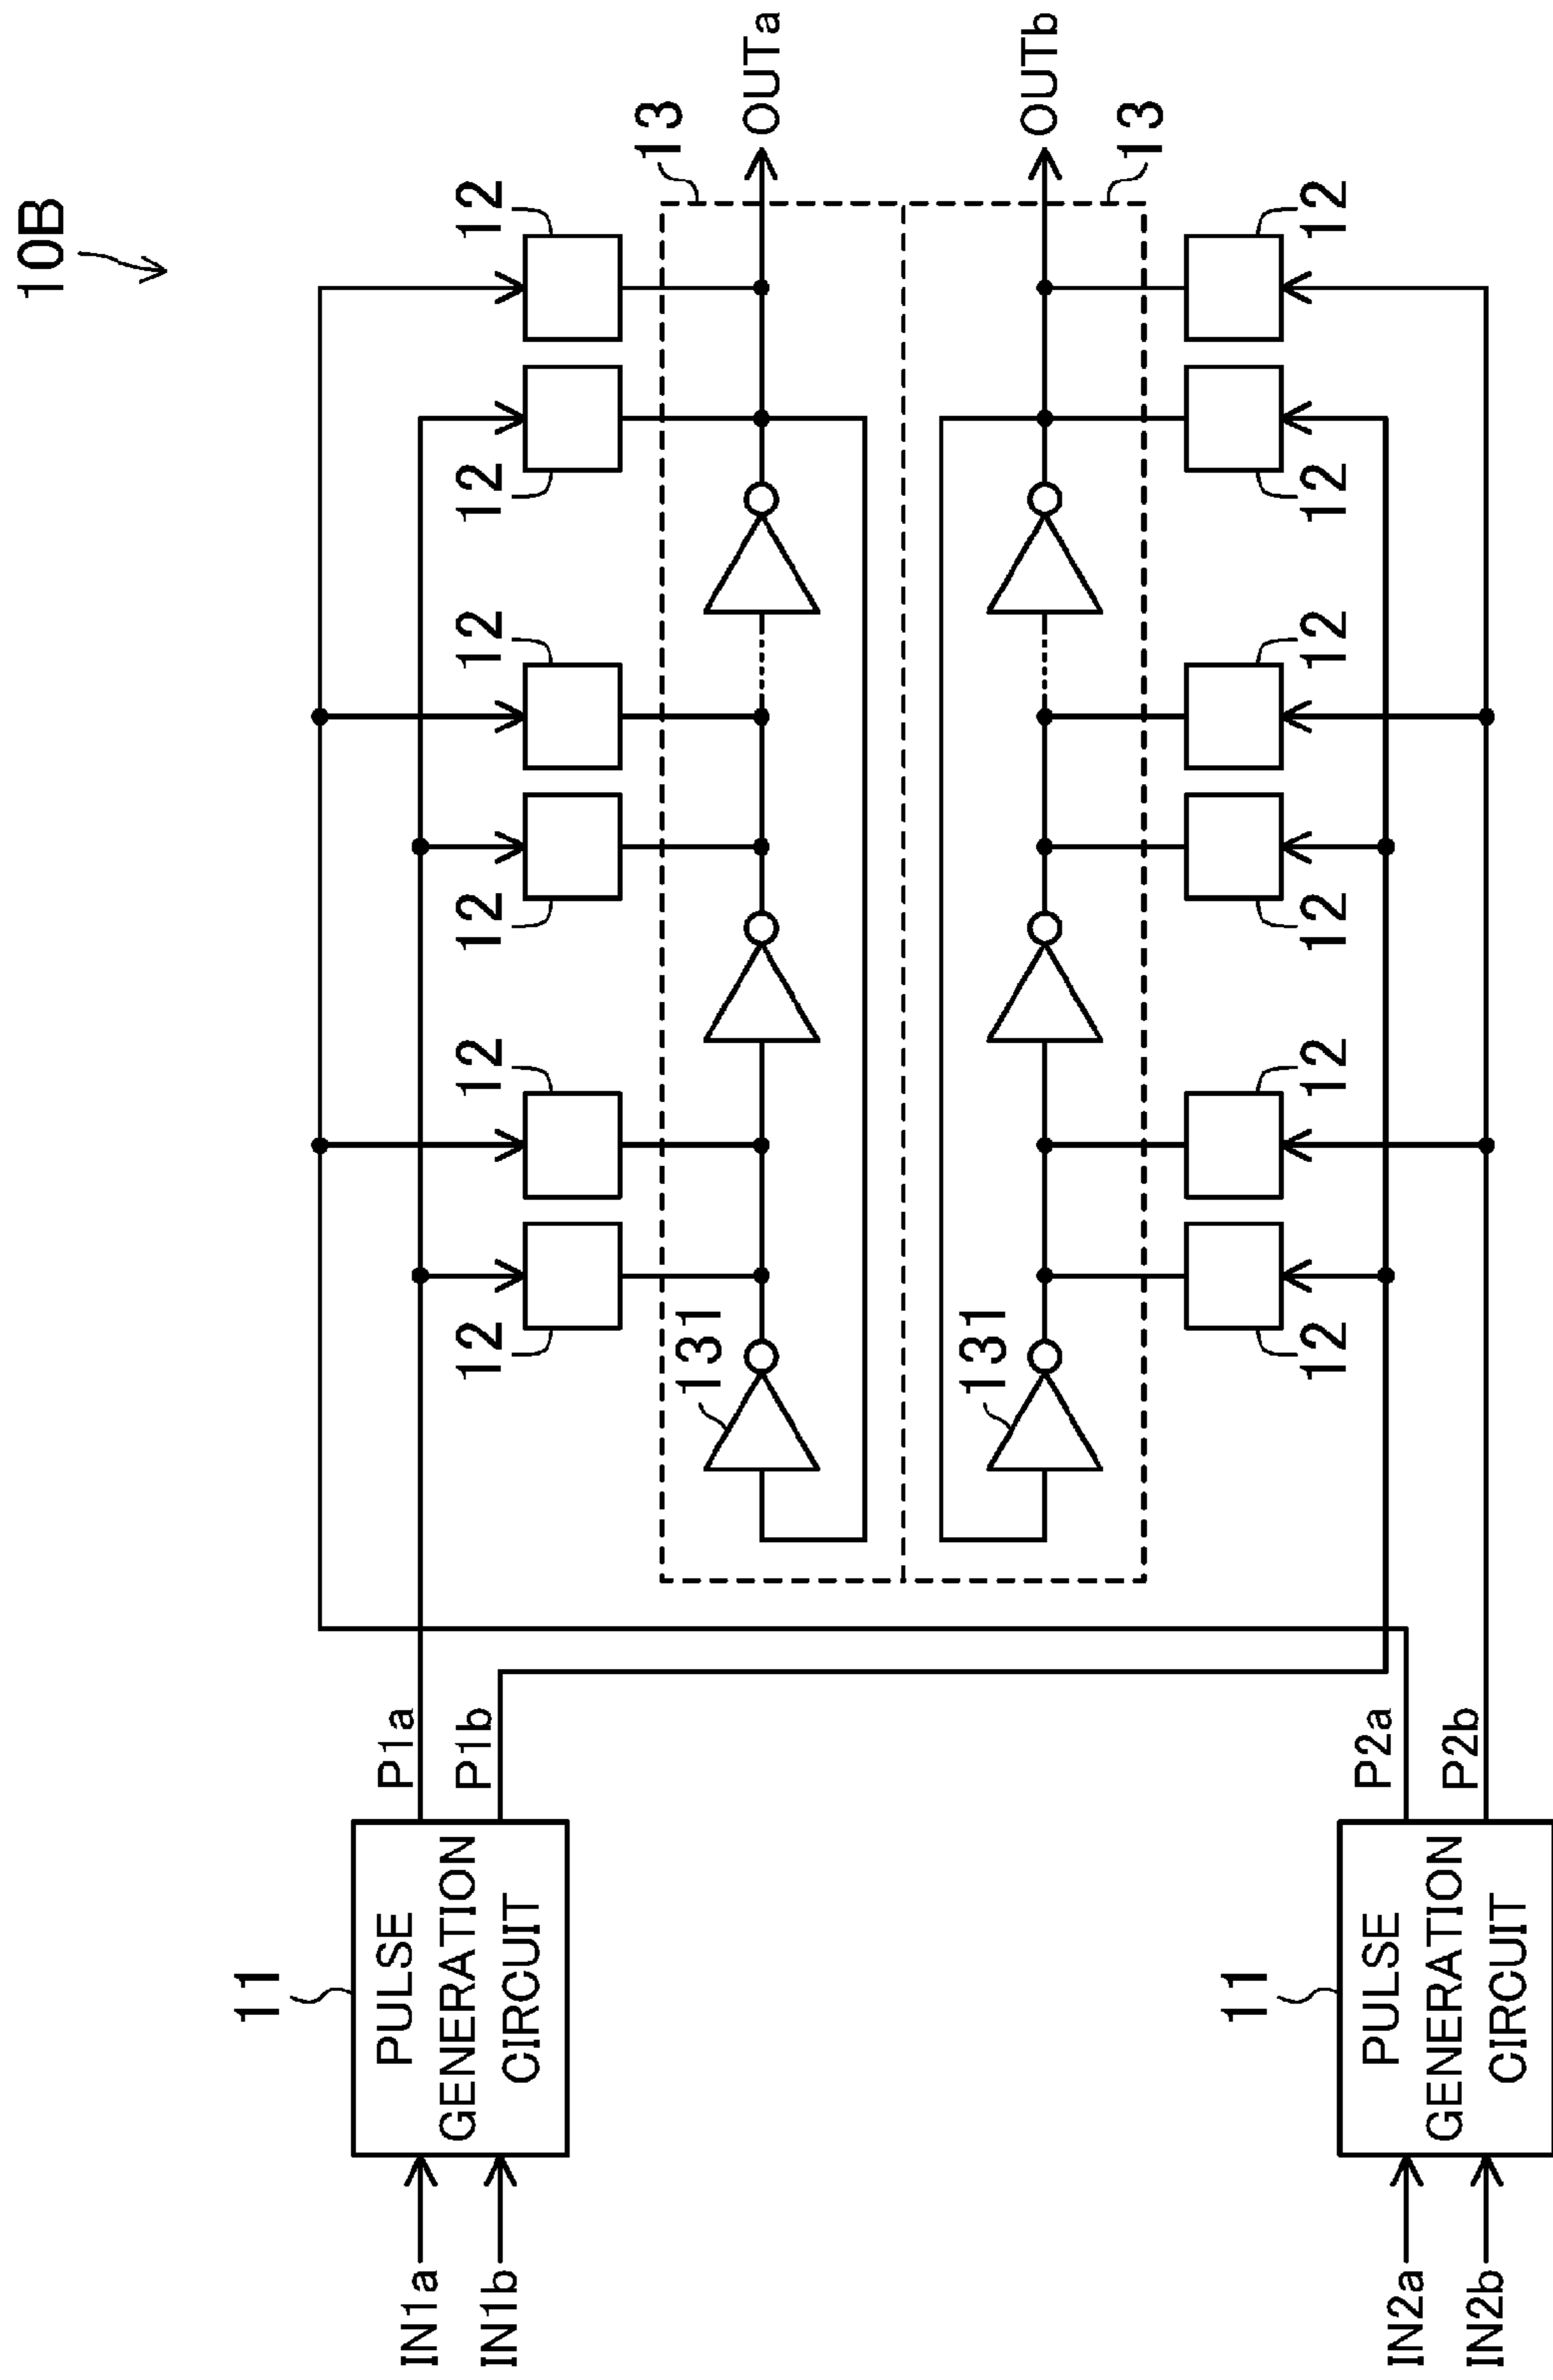 10B
12
12
12
12
12
12
13
OUTa
131
11
PULSE
GENERATION
CIRCUIT
IN1a
IN1b
P1a
P1b
131
OUTb
13
11
PULSE
GENERATION
CIRCUIT
IN2a
IN2b
P2a
P2b
12
12
12
12
12
12